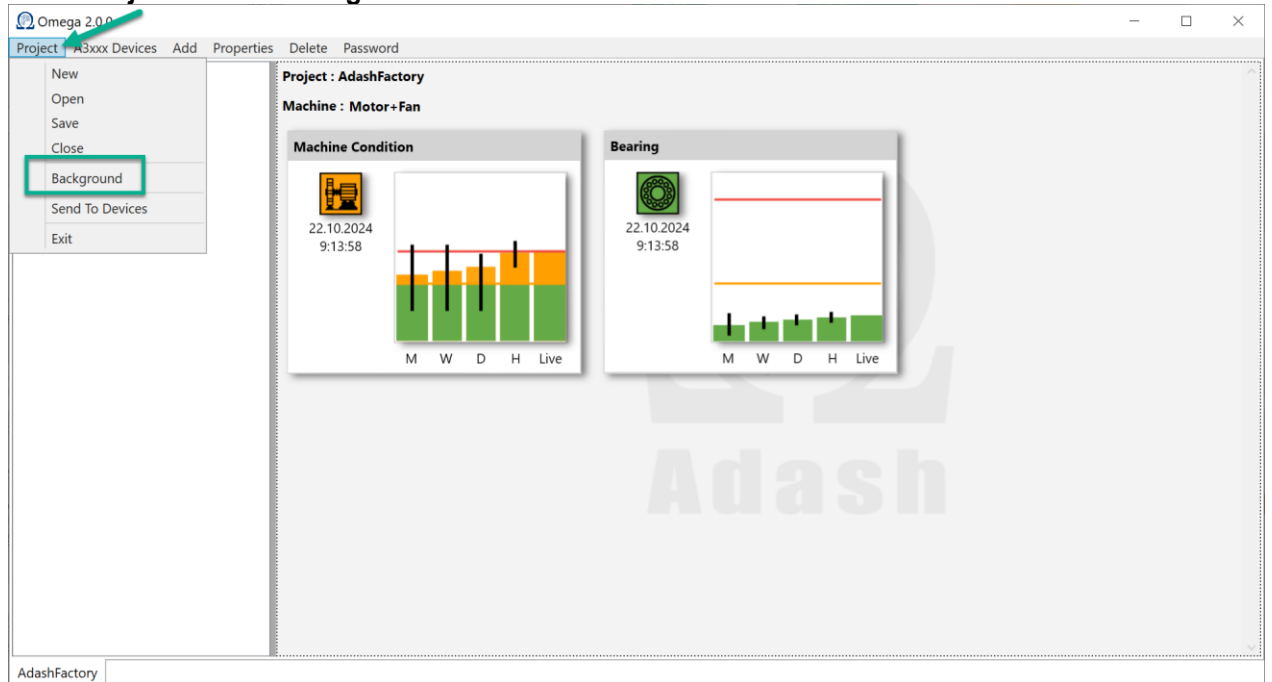 Omega 2.0.0
Project A3xxx Devices Add Properties Delete Password
New
Open
Save
Close
Background
Send To Devices
Exit
Project : AdashFactory
Machine : Motor+Fan
Machine Condition
22.10.2024
9:13:58
M W D H Live
Bearing
22.10.2024
9:13:58
M W D H Live
Adash
AdashFactory